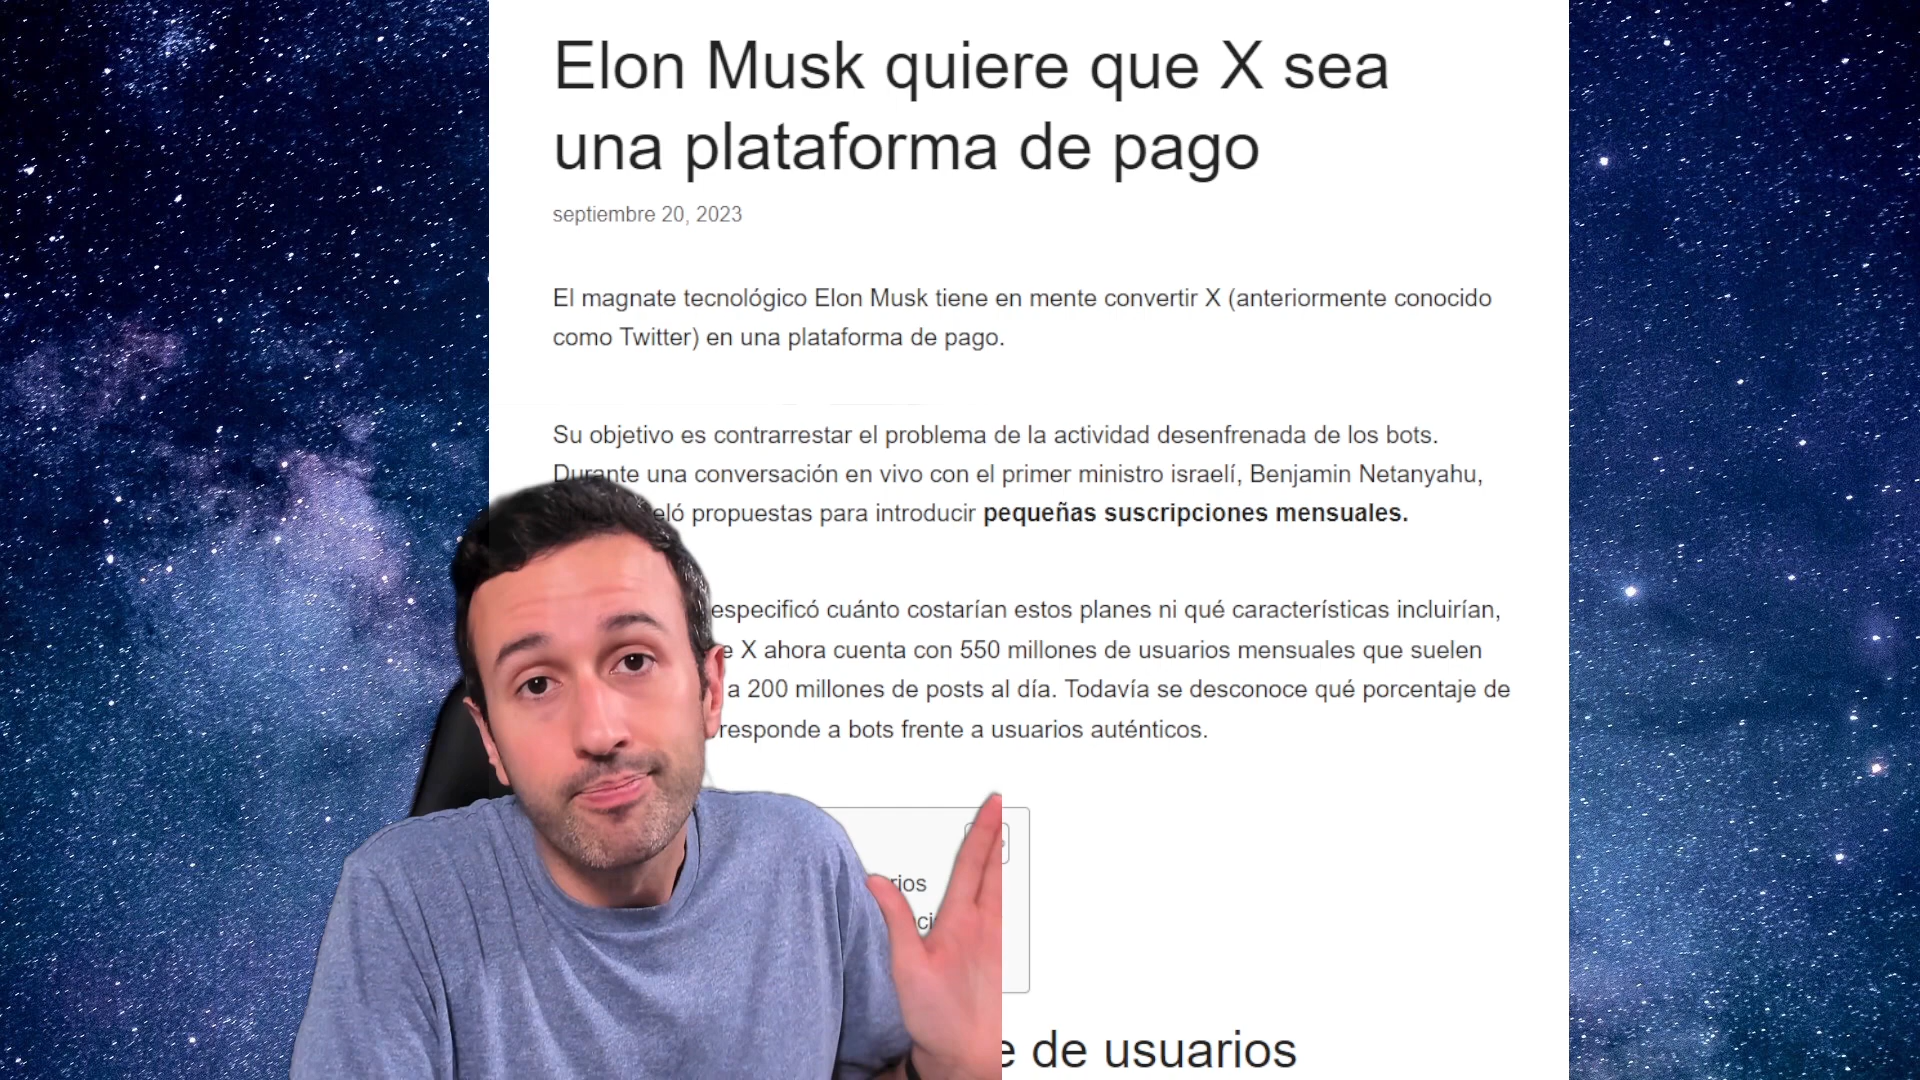 Elon Musk quiere que X sea
una plataforma de pago
septiembre 20, 2023
El magnate tecnológico Elon Musk tiene en mente convertir X (anteriormente conocido
como Twitter) en una plataforma de pago.
Su objetivo es contrarrestar el problema de la actividad desenfrenada de los bots.
Durante una conversación en vivo con el primer ministro israelí, Benjamin Netanyahu,
eló propuestas para introducir pequeñas suscripciones mensuales.
especificó cuánto costarían estos planes ni qué características incluirían,
e X ahora cuenta con 550 millones de usuarios mensuales que suelen
a 200 millones de posts al día. Todavía se desconoce qué porcentaje de
responde a bots frente a usuarios auténticos.
rios
e de usuarios